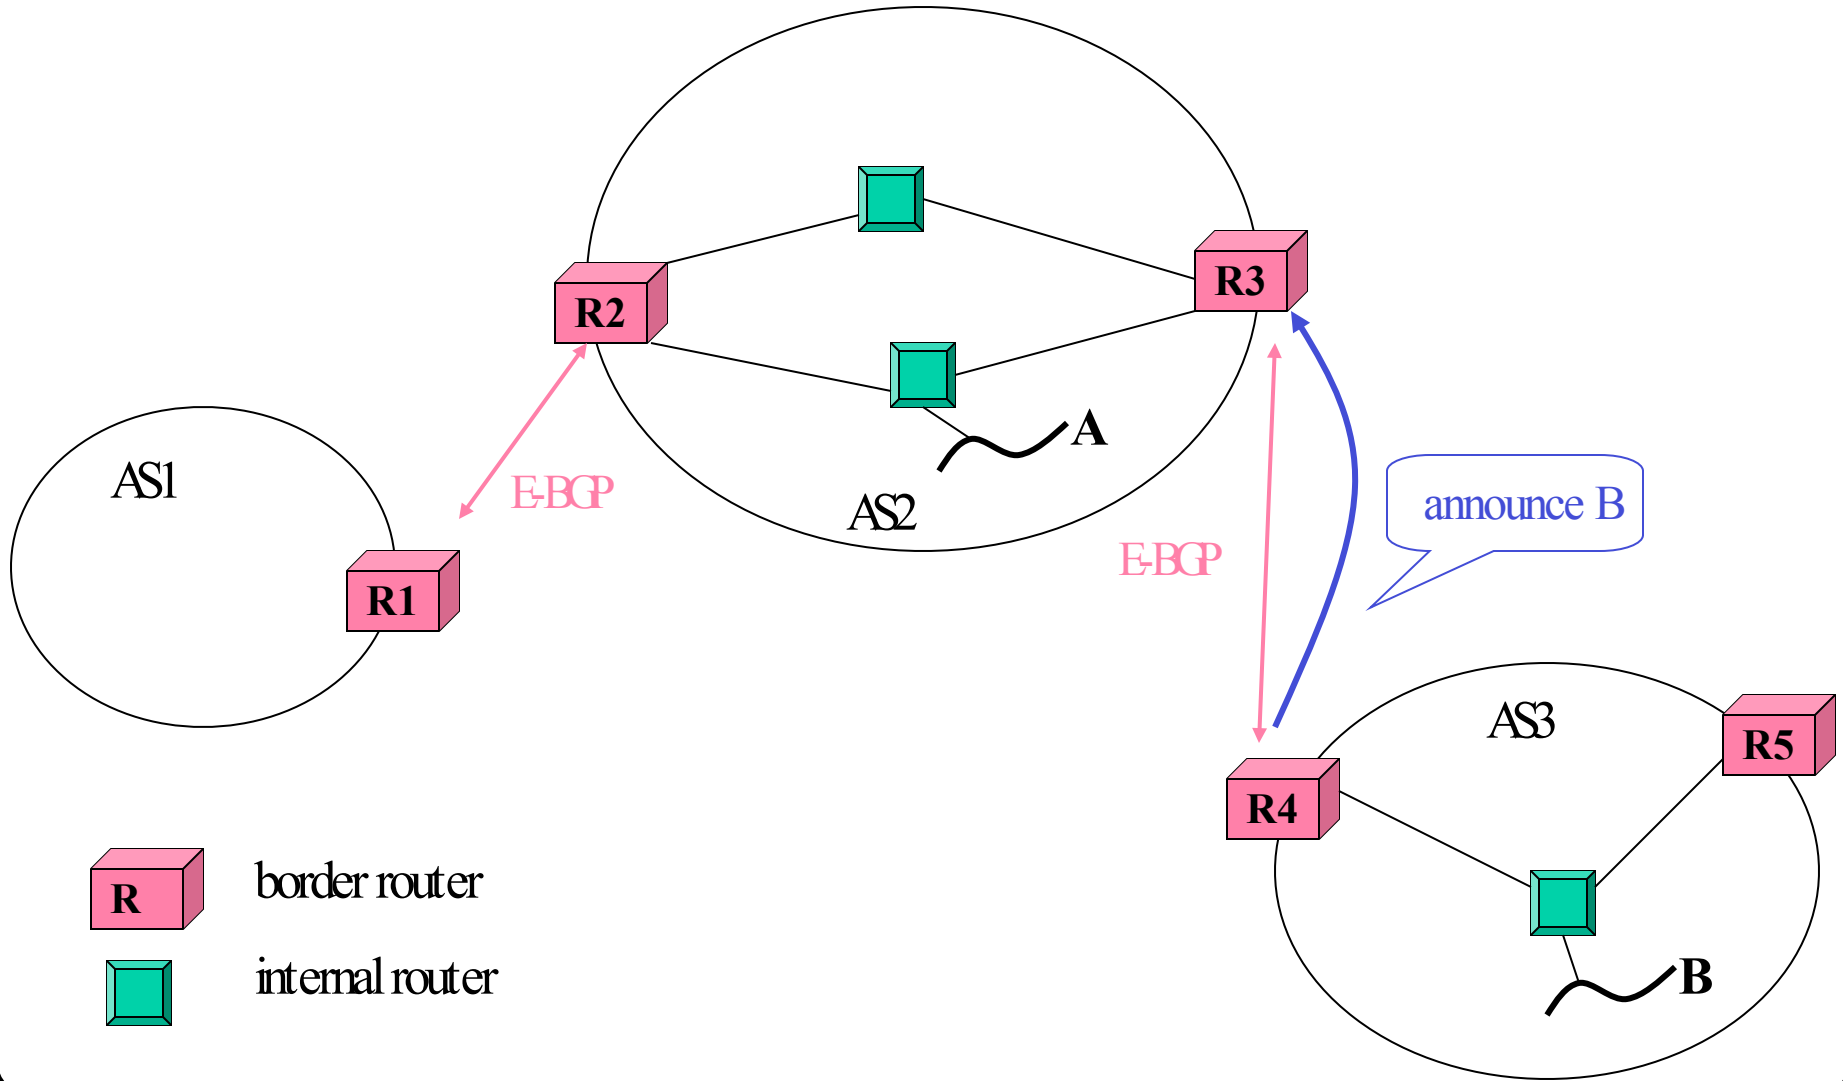 R3
R2
A
AS1
E-BGP
AS2
announce B
E-BGP
R1
AS3
R5
R4
R
border router
internal router
B